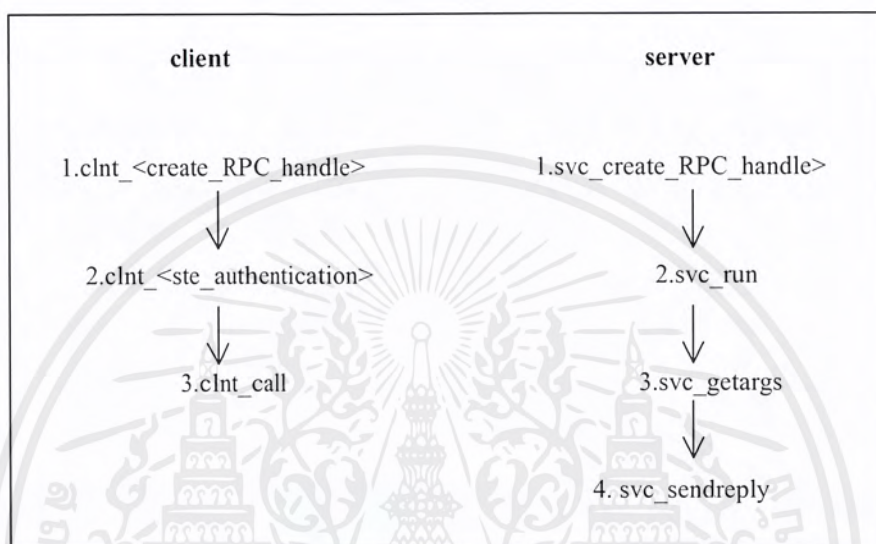 client
server
1.clnt_<create_RPC_handle>
1.svc_create_RPC_handle>
2.clnt_<ste_authentication>
2.svc_run
3.clnt_call
3.svc_getargs
4. svc_sendreply